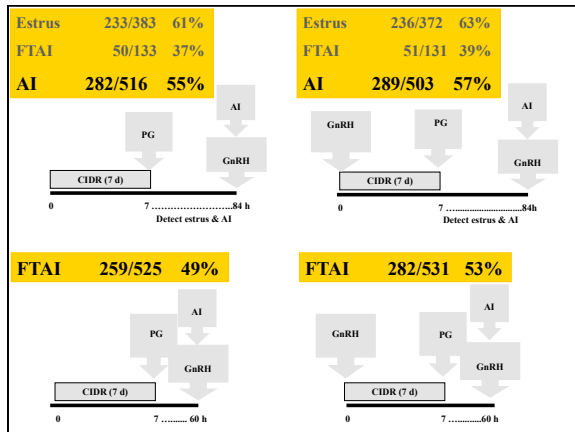 Estrus 233/383 61%
FTAI 50/133 37%
AI 282/516 55%
AI
PG
GnRH
CIDR (7 d)
0 7 ........................84 h
Detect estrus & AI
Estrus 236/372 63%
FTAI 51/131 39%
AI 289/503 57%
AI
GnRH
PG
GnRH
CIDR (7 d)
0 7 ............................84h
Detect estrus & AI
FTAI 259/525 49%
AI
PG
GnRH
CIDR (7 d)
0 7 ......... 60 h
FTAI 282/531 53%
AI
GnRH
PG
GnRH
CIDR (7 d)
0 7 ..........60 h